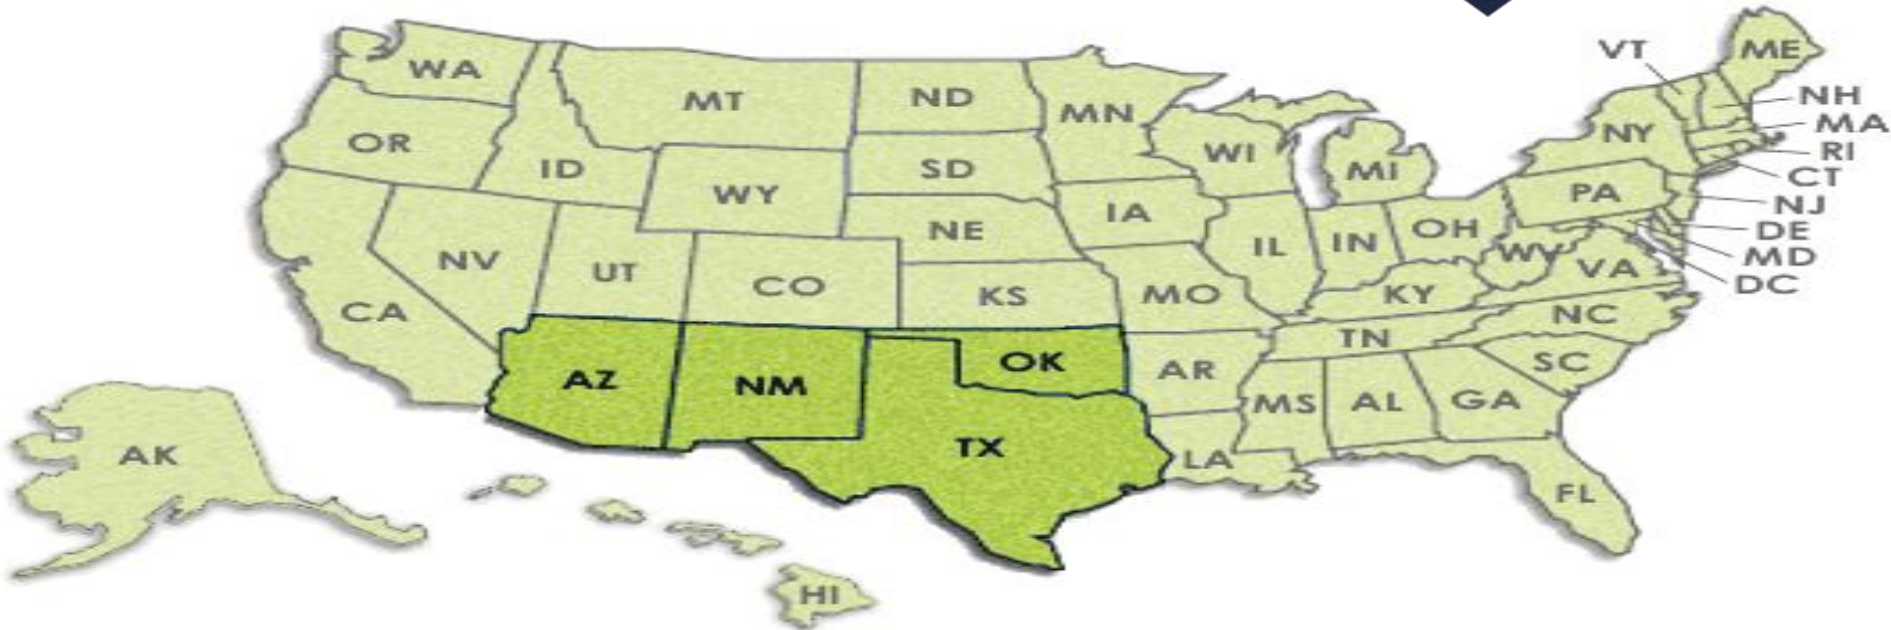 VT
ME
WA
MT
ND
MN
NH
MA
NY
RI
OR
ID
WI
MI
CT
SD
WY
PA
NJ
IA
DE
NE
OH
MD
IL
IN
WV
VA
DC
NV
UT
CO
KS
MO
KY
CA
NC
TN
SC
AZ
NM
OK
AR
MS
AL
GA
AK
TX
LA
FL
HI